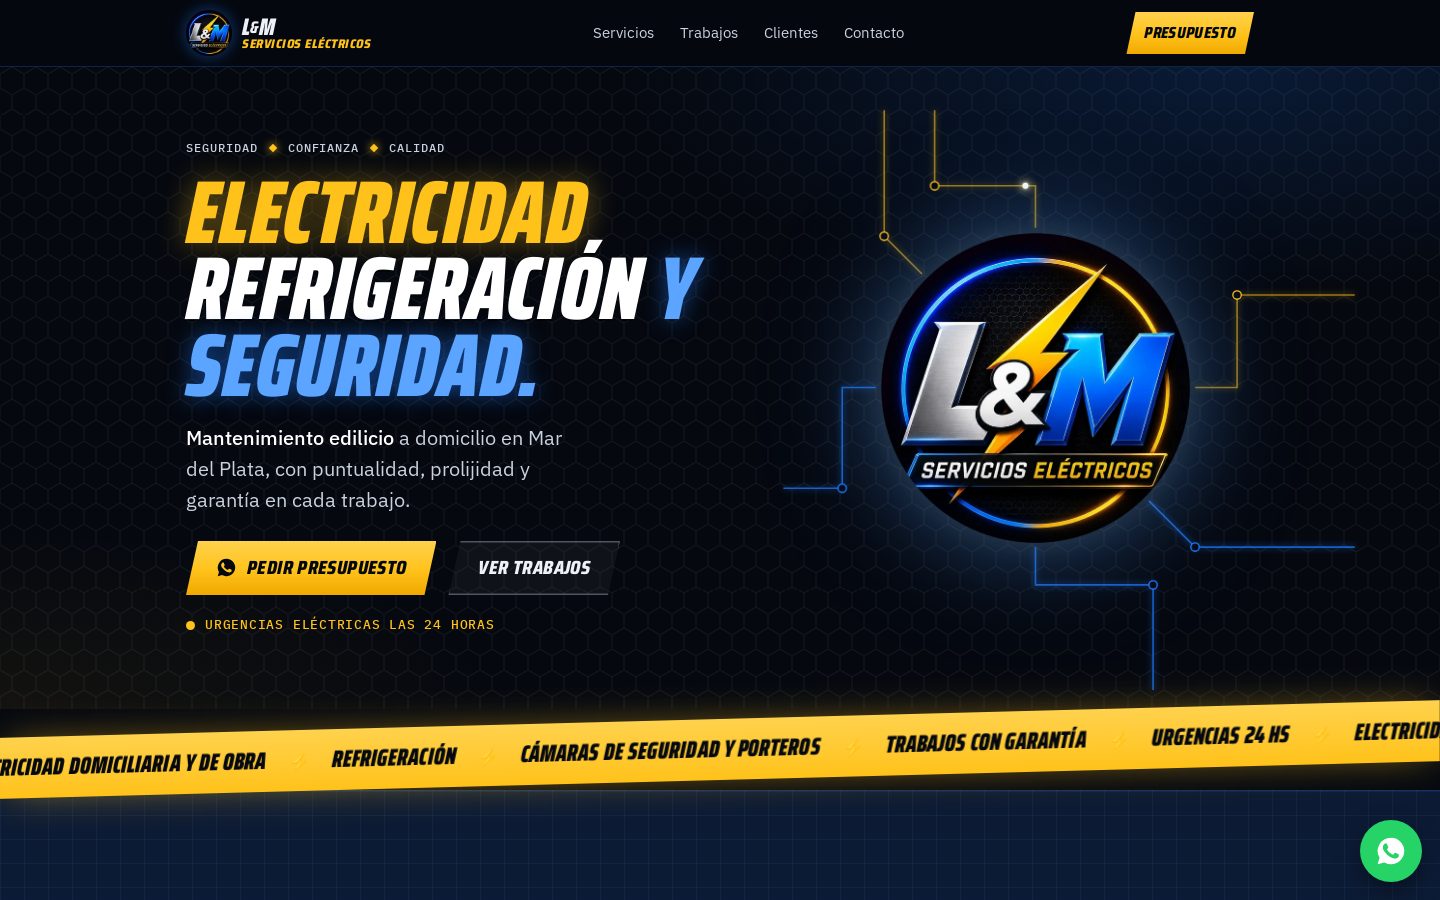 L&M
SERVICIOS ELÉCTRICOS
Servicios
Trabajos
Clientes
Contacto
PRESUPUESTO
SEGURIDAD ◆ CONFIANZA ◆ CALIDAD
ELECTRICIDAD
REFRIGERACIÓN Y
SEGURIDAD.
Mantenimiento edilicio a domicilio en Mar
del Plata, con puntualidad, prolijidad y
garantía en cada trabajo.
PEDIR PRESUPUESTO
VER TRABAJOS
URGENCIAS ELÉCTRICAS LAS 24 HORAS
L&M
SERVICIOS ELÉCTRICOS
RICIDAD DOMICILIARIA Y DE OBRA REFRIGERACIÓN CÁMARAS DE SEGURIDAD Y PORTEROS TRABAJOS CON GARANTÍA URGENCIAS 24 HS ELECTRICID